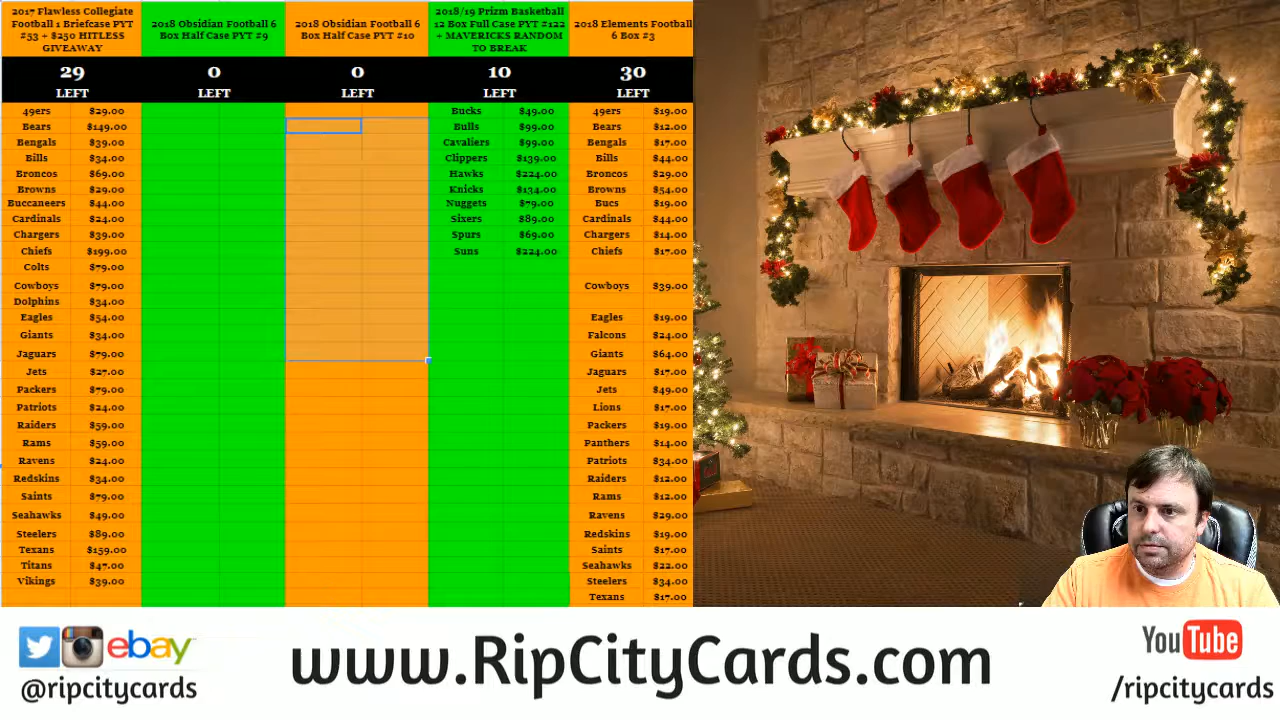 2017 Flawless Collegiate
Football 1 Briefcase PYT
#53 + $250 HITLESS
GIVEAWAY
29
LEFT
49ers $29.00
Bears $149.00
Bengals $39.00
Bills $34.00
Broncos $69.00
Browns $29.00
Buccaneers $44.00
Cardinals $24.00
Chargers $39.00
Chiefs $199.00
Colts $79.00
Cowboys $79.00
Dolphins $34.00
Eagles $54.00
Giants $34.00
Jaguars $79.00
Jets $27.00
Packers $79.00
Patriots $24.00
Raiders $59.00
Rams $59.00
Ravens $24.00
Redskins $34.00
Saints $79.00
Seahawks $49.00
Steelers $89.00
Texans $159.00
Titans $47.00
Vikings $39.00
2018 Obsidian Football 6
Box Half Case PYT #9
0
LEFT
2018 Obsidian Football 6
Box Half Case PYT #10
0
LEFT
2018/19 Prizm Basketball
12 Box Full Case PYT #122
+ MAVERICKS RANDOM
TO BREAK
10
LEFT
Bucks $49.00
Bulls $99.00
Cavaliers $99.00
Clippers $139.00
Hawks $224.00
Knicks $134.00
Nuggets $79.00
Sixers $89.00
Spurs $69.00
Suns $224.00
2018 Elements Football
6 Box #3
30
LEFT
49ers $19.00
Bears $12.00
Bengals $17.00
Bills $44.00
Broncos $29.00
Browns $54.00
Bucs $19.00
Cardinals $44.00
Chargers $14.00
Chiefs $17.00
Cowboys $39.00
Eagles $19.00
Falcons $24.00
Giants $64.00
Jaguars $17.00
Jets $49.00
Lions $17.00
Packers $19.00
Panthers $14.00
Patriots $34.00
Raiders $12.00
Rams $12.00
Ravens $29.00
Redskins $19.00
Saints $17.00
Seahawks $22.00
Steelers $34.00
Texans $17.00
ebay
@ripcitycards
www.RipCityCards.com
YouTube
/ripcitycards